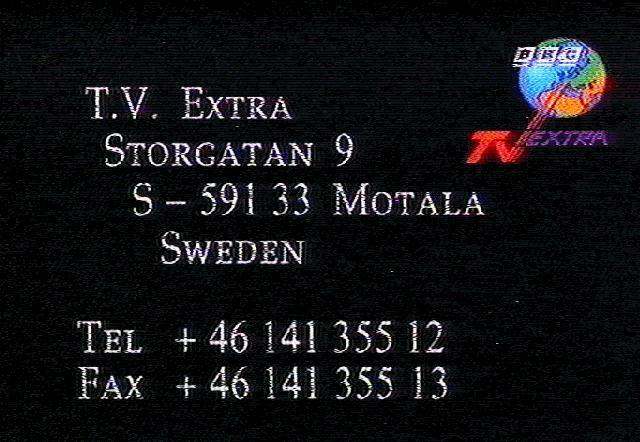 BBC
TV EXTRA
T.V. EXTRA
STORGATAN 9
S – 591 33 MOTALA
SWEDEN
TEL + 46 141 355 12
FAX + 46 141 355 13